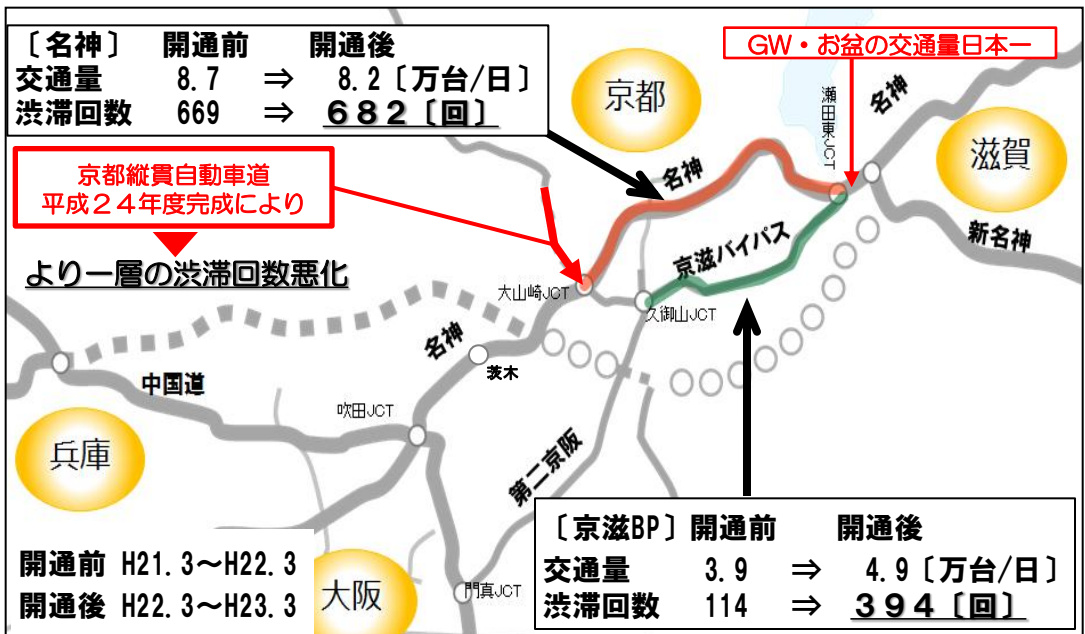 〔名神〕 開通前 開通後
交通量 8.7 ⇒ 8.2〔万台/日〕
渋滞回数 669 ⇒ 682〔回〕
GW・お盆の交通量日本一
京都
瀬田東JCT
名神
滋賀
京都縦貫自動車道
平成24年度完成により
より一層の渋滞回数悪化
名神
京滋バイパス
新名神
大山崎JCT
久御山JCT
名神
茨木
中国道
吹田JCT
兵庫
第二京阪
開通前 H21.3～H22.3
開通後 H22.3～H23.3
大阪
門真JCT
〔京滋BP〕開通前 開通後
交通量 3.9 ⇒ 4.9〔万台/日〕
渋滞回数 114 ⇒ 394〔回〕